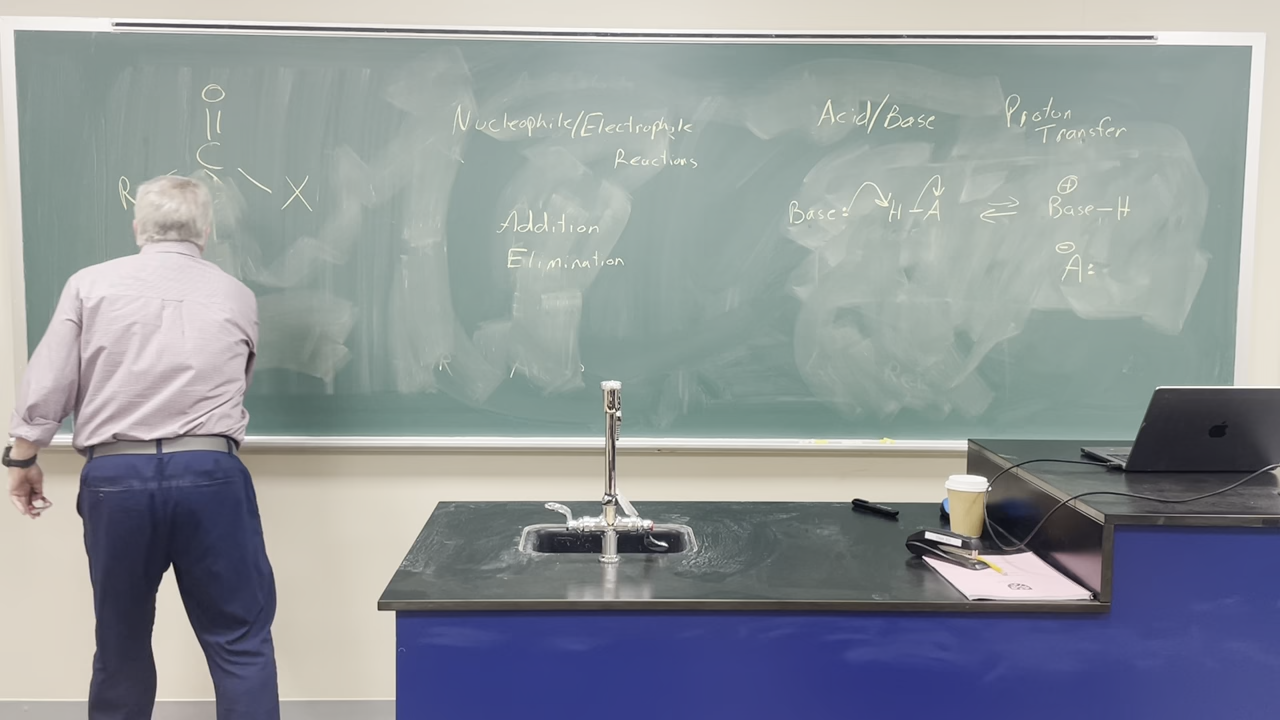 O
||
C
R X
Nucleophile/Electrophile
Reactions
Addition
Elimination
Acid/Base
Base: H-A ⇌ Base-H
⊕
⊖
A:
Proton
Transfer